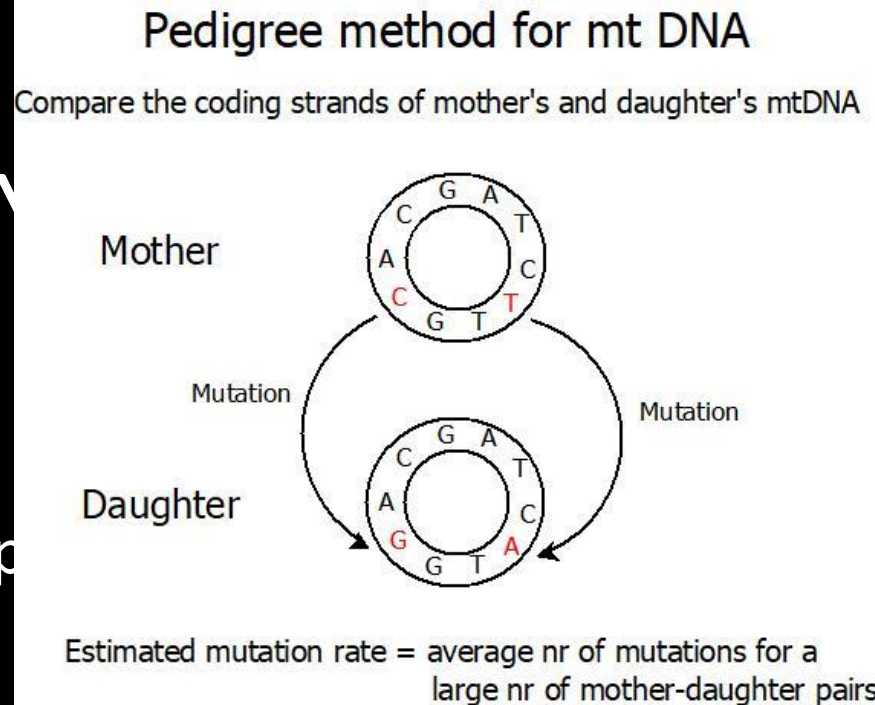 Pedigree method for mt DNA
Compare the coding strands of mother's and daughter's mtDNA
G A
C T
Mother
A C
C T
G T
Mutation
Mutation
G A
C T
Daughter
A C
G A
G T
Estimated mutation rate = average nr of mutations for a
large nr of mother-daughter pairs